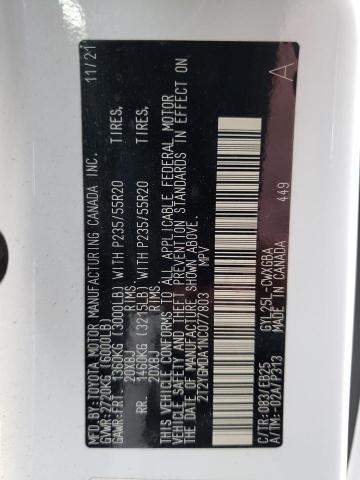 MFD.BY: TOYOTA MOTOR MANUFACTURING CANADA INC. 11/21
GVWR:2720KG (6000LB)
GAWR:FRT. 1360KG (3000LB) WITH P235/55R20 TIRES,
20X8J RIMS,
RR. 1460KG (3215LB) WITH P235/55R20 TIRES,
20X8J RIMS,
THIS VEHICLE CONFORMS TO ALL APPLICABLE FEDERAL MOTOR
VEHICLE SAFETY, THEFT PREVENTION STANDARDS IN EFFECT ON
THE DATE OF MANUFACTURE SHOWN ABOVE.
2T2YGMDA1NC077803 MPV
A
449
C/TR:083/EB25 GYL25L-CWXGBA
A/TM:-02A/P313 MADE IN CANADA